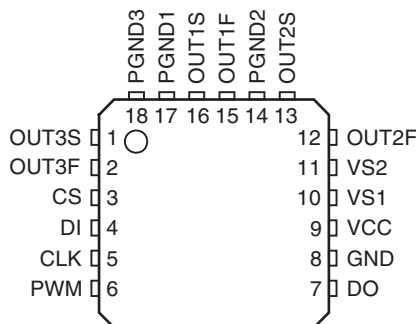 PGND3
PGND1
OUT1S
OUT1F
PGND2
OUT2S
18 17 16 15 14 13
OUT3S 1 12 OUT2F
OUT3F 2 11 VS2
CS 3 10 VS1
DI 4 9 VCC
CLK 5 8 GND
PWM 6 7 DO